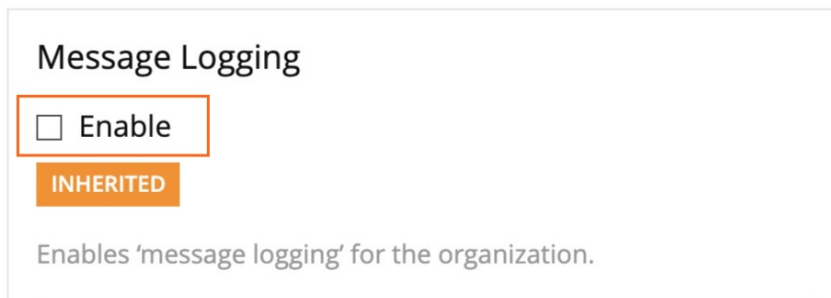 Message Logging
Enable
INHERITED
Enables ‘message logging’ for the organization.